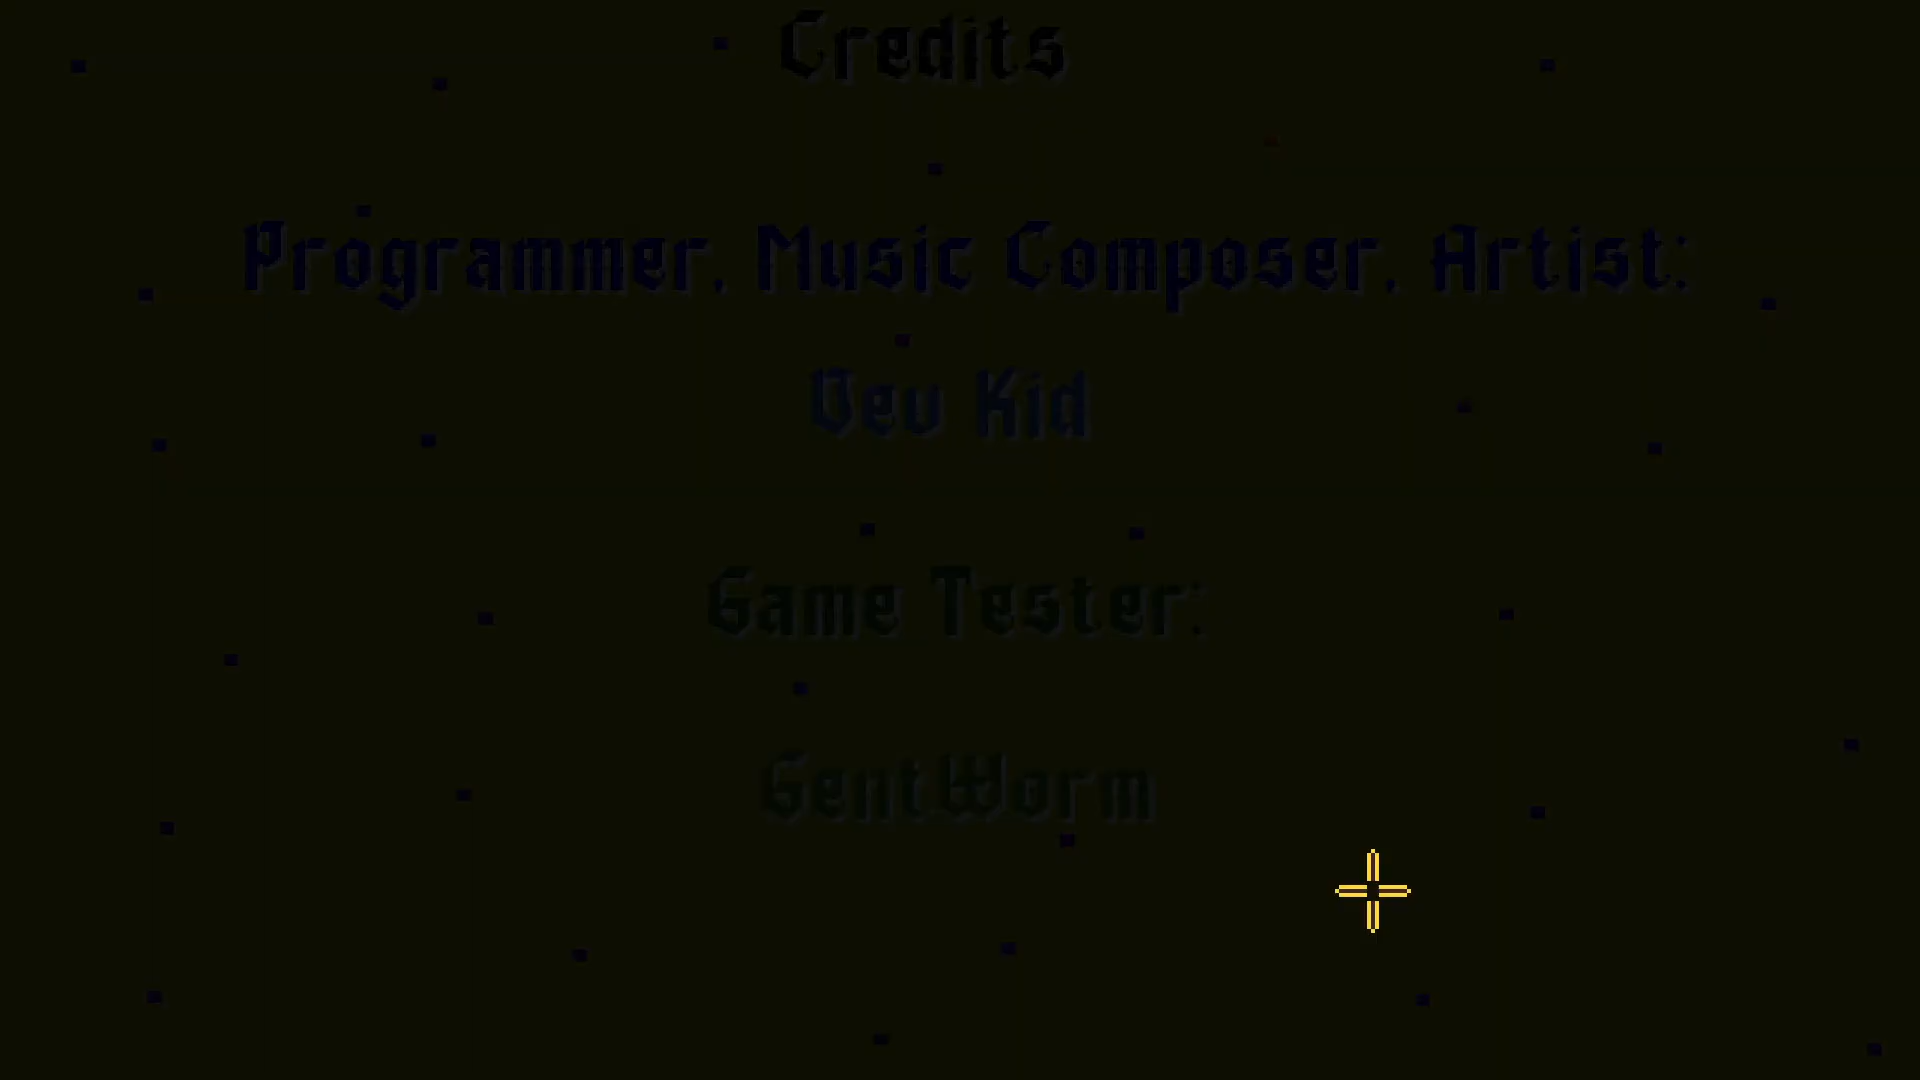 Credits
Programmer, Music Composer, Artist:
Dev Kid
Game Tester:
GentWorm